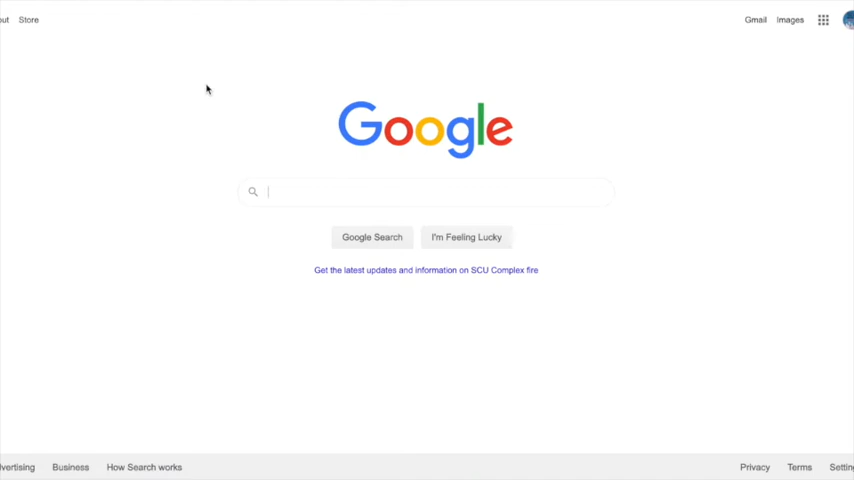 Store
Gmail Images
Google
Google Search I'm Feeling Lucky
Get the latest updates and information on SCU Complex fire
Business How Search works
Privacy Terms